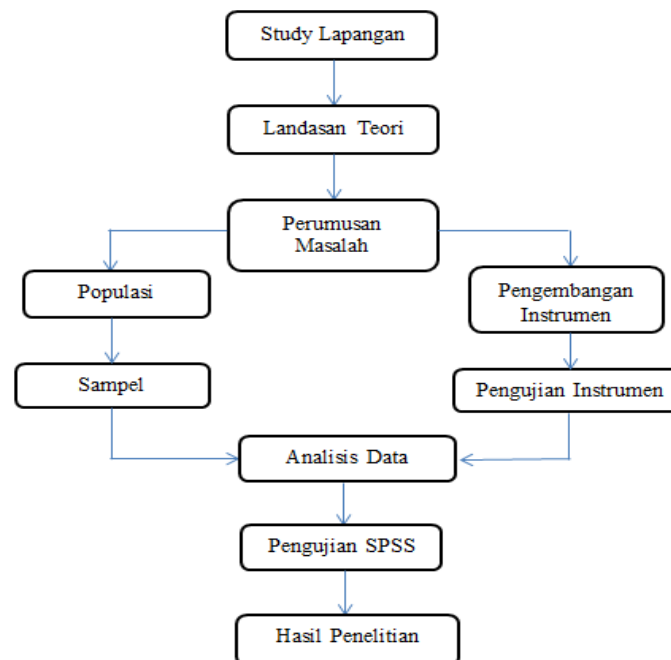 Study Lapangan
Landasan Teori
Perumusan
Masalah
Populasi
Pengembangan
Instrumen
Sampel
Pengujian Instrumen
Analisis Data
Pengujian SPSS
Hasil Penelitian